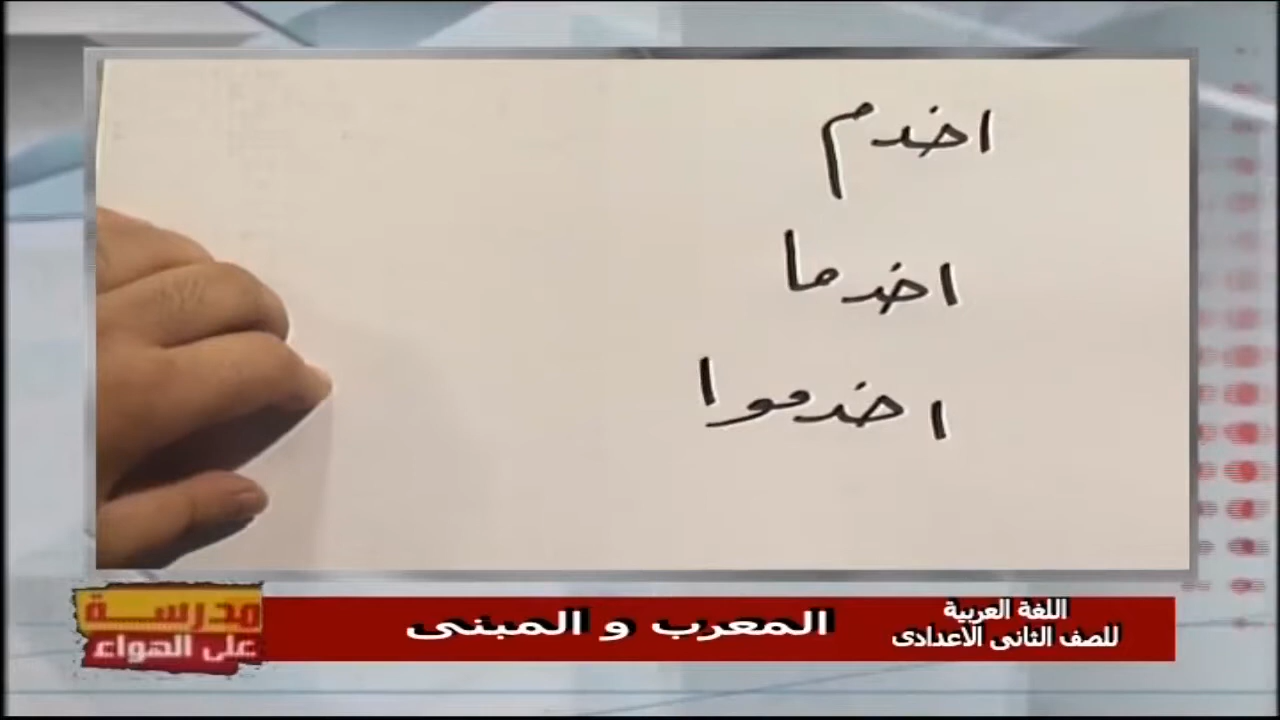 اخدم
اخدما
اخدموا
اللغة العربية
للصف الثانى الاعدادى
المعرب و المبنى
مدرسة
على الهواء